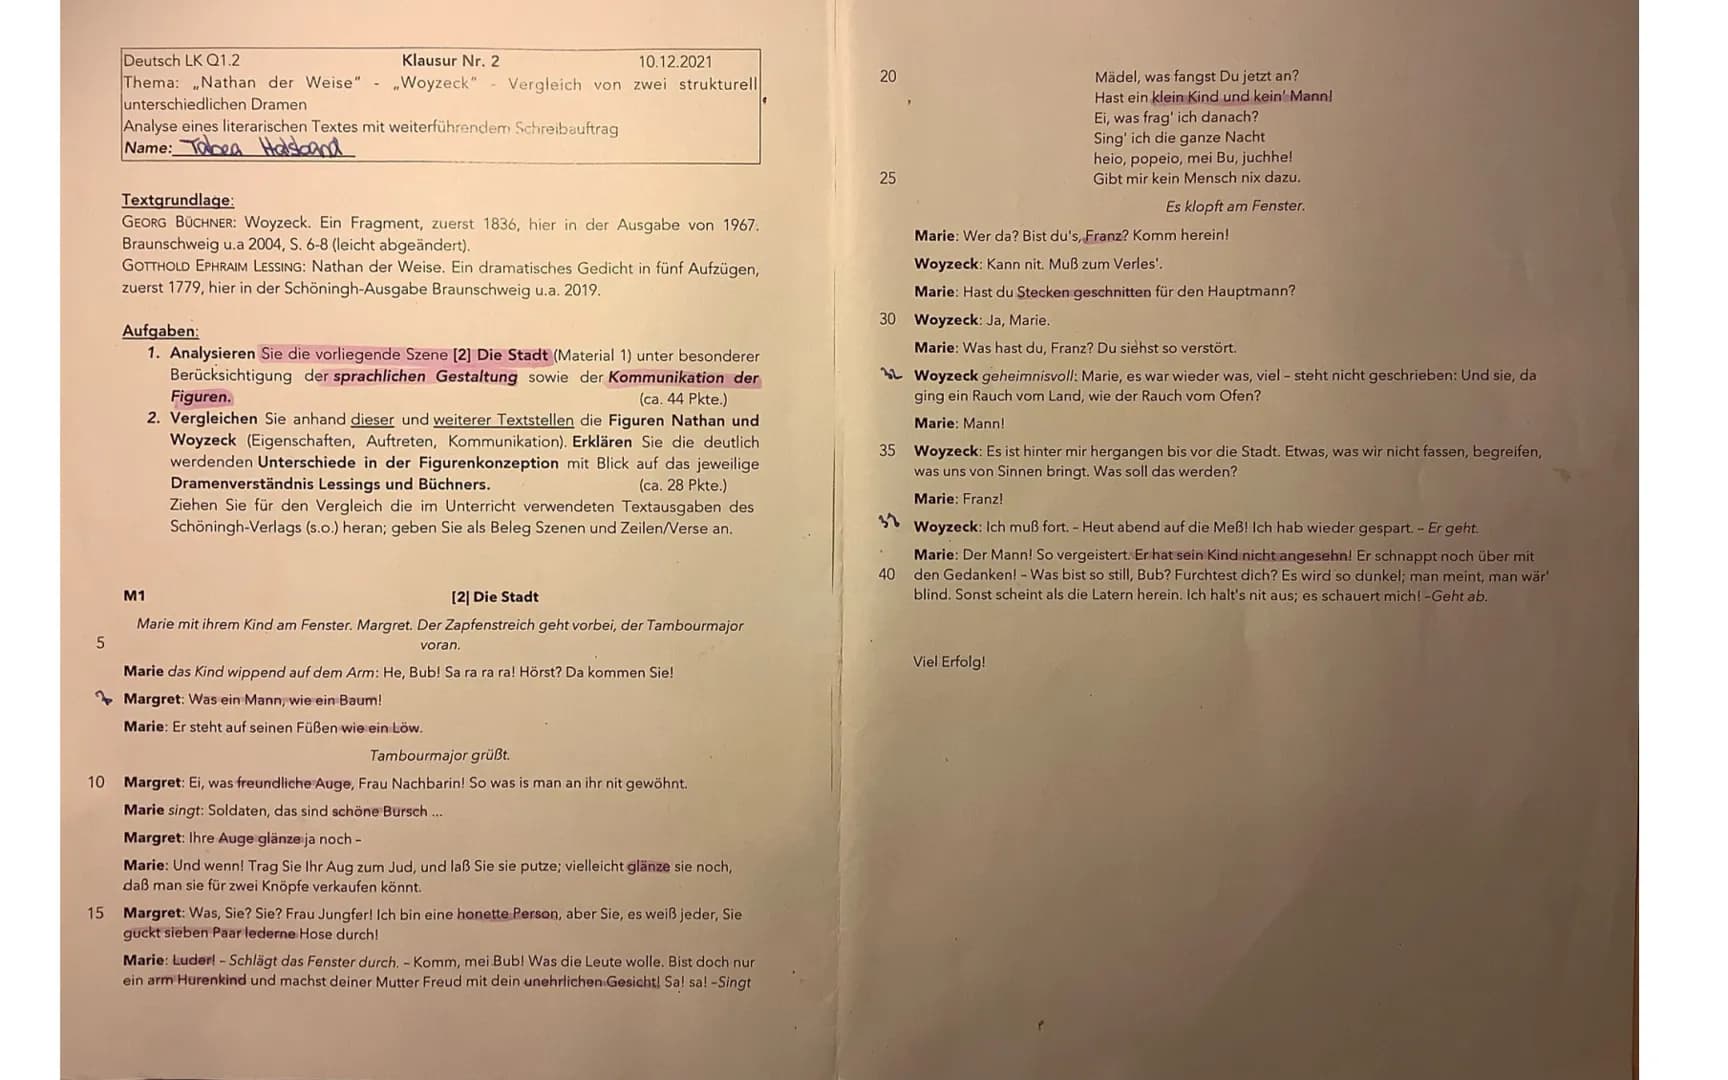 Deutsch LK Q1.2 Klausur Nr. 2 10.12.2021
Thema: „Nathan der Weise“ - „Woyzeck“ - Vergleich von zwei strukturell
unterschiedlichen Dramen
Analyse eines literarischen Textes mit weiterführendem Schreibauftrag
Name: Tabea
Textgrundlage:
GEORG BÜCHNER: Woyzeck. Ein Fragment, zuerst 1836, hier in der Ausgabe von 1967.
Braunschweig u.a 2004, S. 6-8 (leicht abgeändert).
GOTTHOLD EPHRAIM LESSING: Nathan der Weise. Ein dramatisches Gedicht in fünf Aufzügen,
zuerst 1779, hier in der Schöningh-Ausgabe Braunschweig u.a. 2019.
Aufgaben:
1. Analysieren Sie die vorliegende Szene [2] Die Stadt (Material 1) unter besonderer
Berücksichtigung der sprachlichen Gestaltung sowie der Kommunikation der
Figuren. (ca. 44 Pkte.)
2. Vergleichen Sie anhand dieser und weiterer Textstellen die Figuren Nathan und
Woyzeck (Eigenschaften, Auftreten, Kommunikation). Erklären Sie die deutlich
werdenden Unterschiede in der Figurenkonzeption mit Blick auf das jeweilige
Dramenverständnis Lessings und Büchners. (ca. 28 Pkte.)
Ziehen Sie für den Vergleich die im Unterricht verwendeten Textausgaben des
Schöningh-Verlags (s.o.) heran; geben Sie als Beleg Szenen und Zeilen/Verse an.
M1 [2] Die Stadt
Marie mit ihrem Kind am Fenster. Margret. Der Zapfenstreich geht vorbei, der Tambourmajor
5 voran.
Marie das Kind wippend auf dem Arm: He, Bub! Sa ra ra ra! Hörst? Da kommen Sie!
Margret: Was ein Mann, wie ein Baum!
Marie: Er steht auf seinen Füßen wie ein Löw.
Tambourmajor grüßt.
10 Margret: Ei, was freundliche Auge, Frau Nachbarin! So was is man an ihr nit gewöhnt.
Marie singt: Soldaten, das sind schöne Bursch ...
Margret: Ihre Auge glänze ja noch -
Marie: Und wenn! Trag Sie Ihr Aug zum Jud, und laß Sie sie putze; vielleicht glänze sie noch,
daß man sie für zwei Knöpfe verkaufen könnt.
15 Margret: Was, Sie? Sie? Frau Jungfer! Ich bin eine honette Person, aber Sie, es weiß jeder, Sie
guckt sieben Paar lederne Hose durch!
Marie: Luder! - Schlägt das Fenster durch. - Komm, mei Bub! Was die Leute wolle. Bist doch nur
ein arm Hurenkind und machst deiner Mutter Freud mit dein unehrlichen Gesicht! Sa! sa! -Singt
20 Mädel, was fangst Du jetzt an?
Hast ein klein Kind und kein' Mann!
Ei, was frag' ich danach?
Sing' ich die ganze Nacht
heio, popeio, mei Bu, juchhe!
25 Gibt mir kein Mensch nix dazu.
Es klopft am Fenster.
Marie: Wer da? Bist du's, Franz? Komm herein!
Woyzeck: Kann nit. Muß zum Verles'.
Marie: Hast du Stecken geschnitten für den Hauptmann?
30 Woyzeck: Ja, Marie.
Marie: Was hast du, Franz? Du siehst so verstört.
32 Woyzeck geheimnisvoll: Marie, es war wieder was, viel – steht nicht geschrieben: Und sie, da
ging ein Rauch vom Land, wie der Rauch vom Ofen?
Marie: Mann!
35 Woyzeck: Es ist hinter mir hergangen bis vor die Stadt. Etwas, was wir nicht fassen, begreifen,
was uns von Sinnen bringt. Was soll das werden?
Marie: Franz!
Woyzeck: Ich muß fort. - Heut abend auf die Meß! Ich hab wieder gespart. - Er geht.
Marie: Der Mann! So vergeistert. Er hat sein Kind nicht angesehn! Er schnappt noch über mit
40 den Gedanken! - Was bist so still, Bub? Furchtest dich? Es wird so dunkel; man meint, man wär'
blind. Sonst scheint als die Latern herein. Ich halt's nit aus; es schauert mich! -Geht ab.
Viel Erfolg!